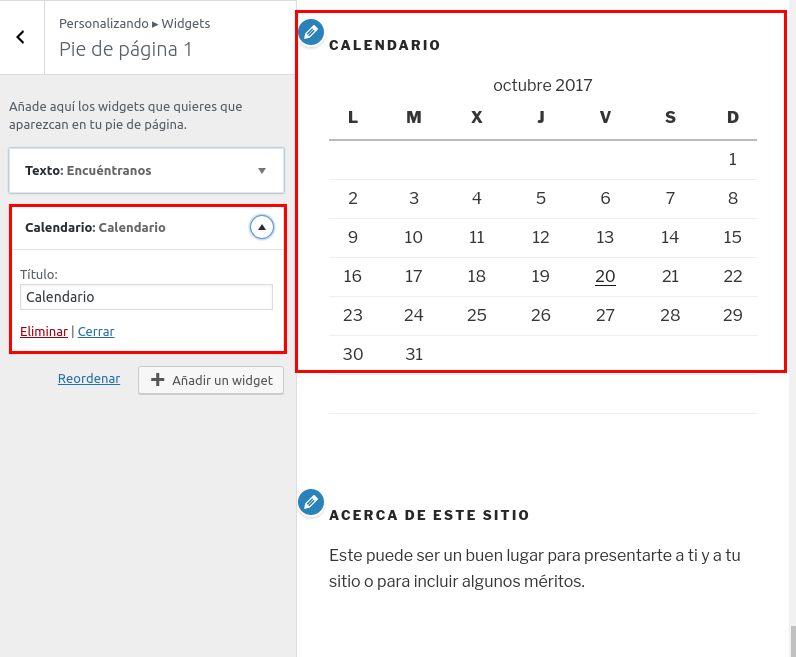 Personalizando ▸ Widgets
Pie de página 1
Añade aquí los widgets que quieres que
aparezcan en tu pie de página.
Texto: Encuéntranos
Calendario: Calendario
Título:
Calendario
Eliminar | Cerrar
Reordenar
Añadir un widget
CALENDARIO
octubre 2017
L M X J V S D
1
2 3 4 5 6 7 8
9 10 11 12 13 14 15
16 17 18 19 20 21 22
23 24 25 26 27 28 29
30 31
ACERCA DE ESTE SITIO
Este puede ser un buen lugar para presentarte a ti y a tu
sitio o para incluir algunos méritos.